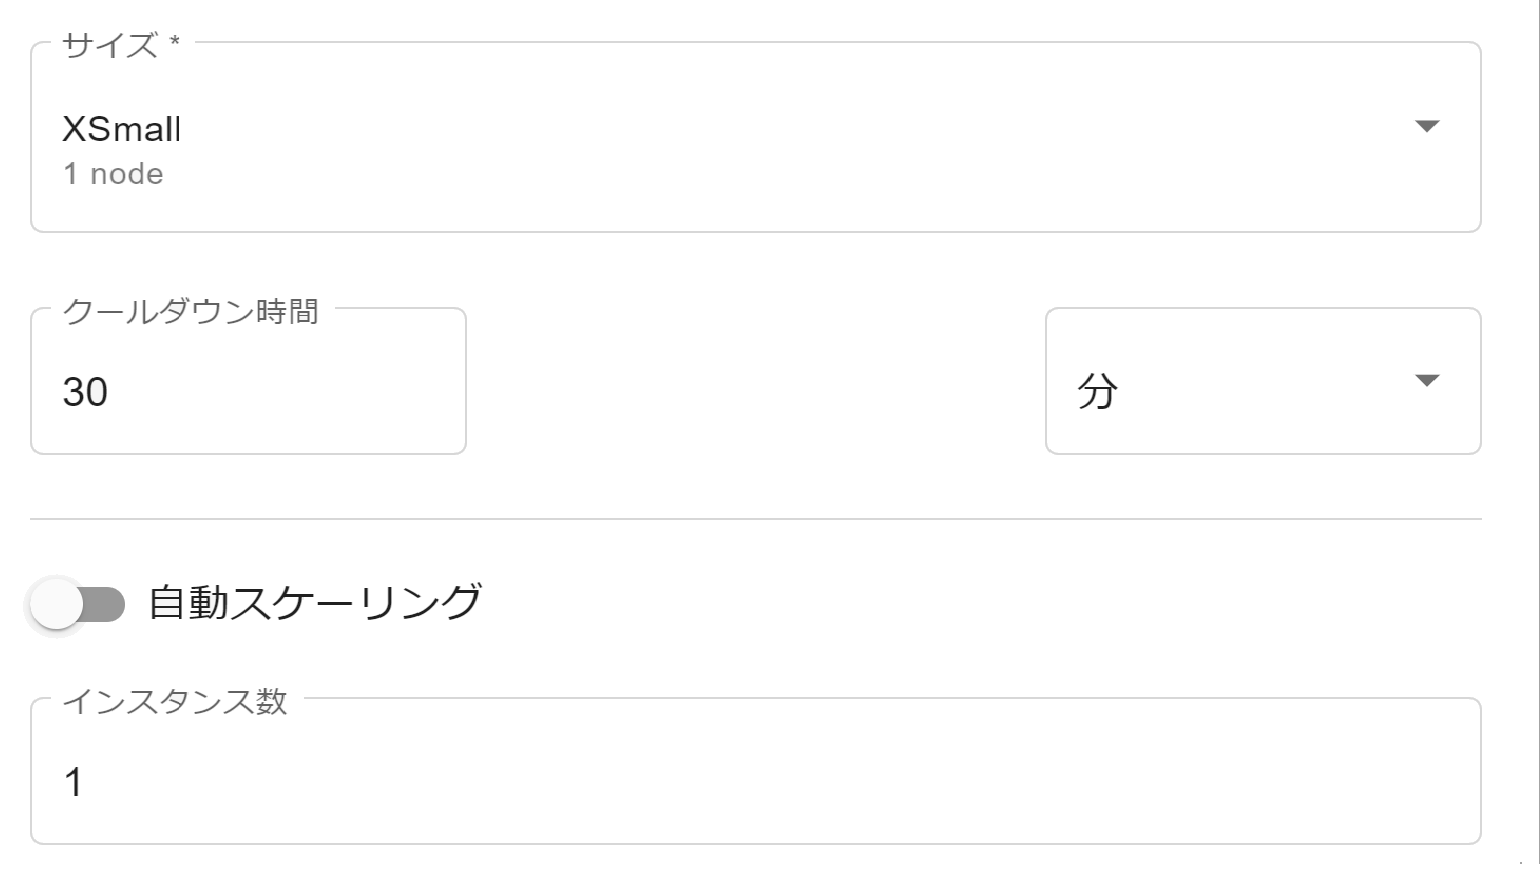 サイズ *
XSmall
1 node
クールダウン時間
30
分
自動スケーリング
インスタンス数
1